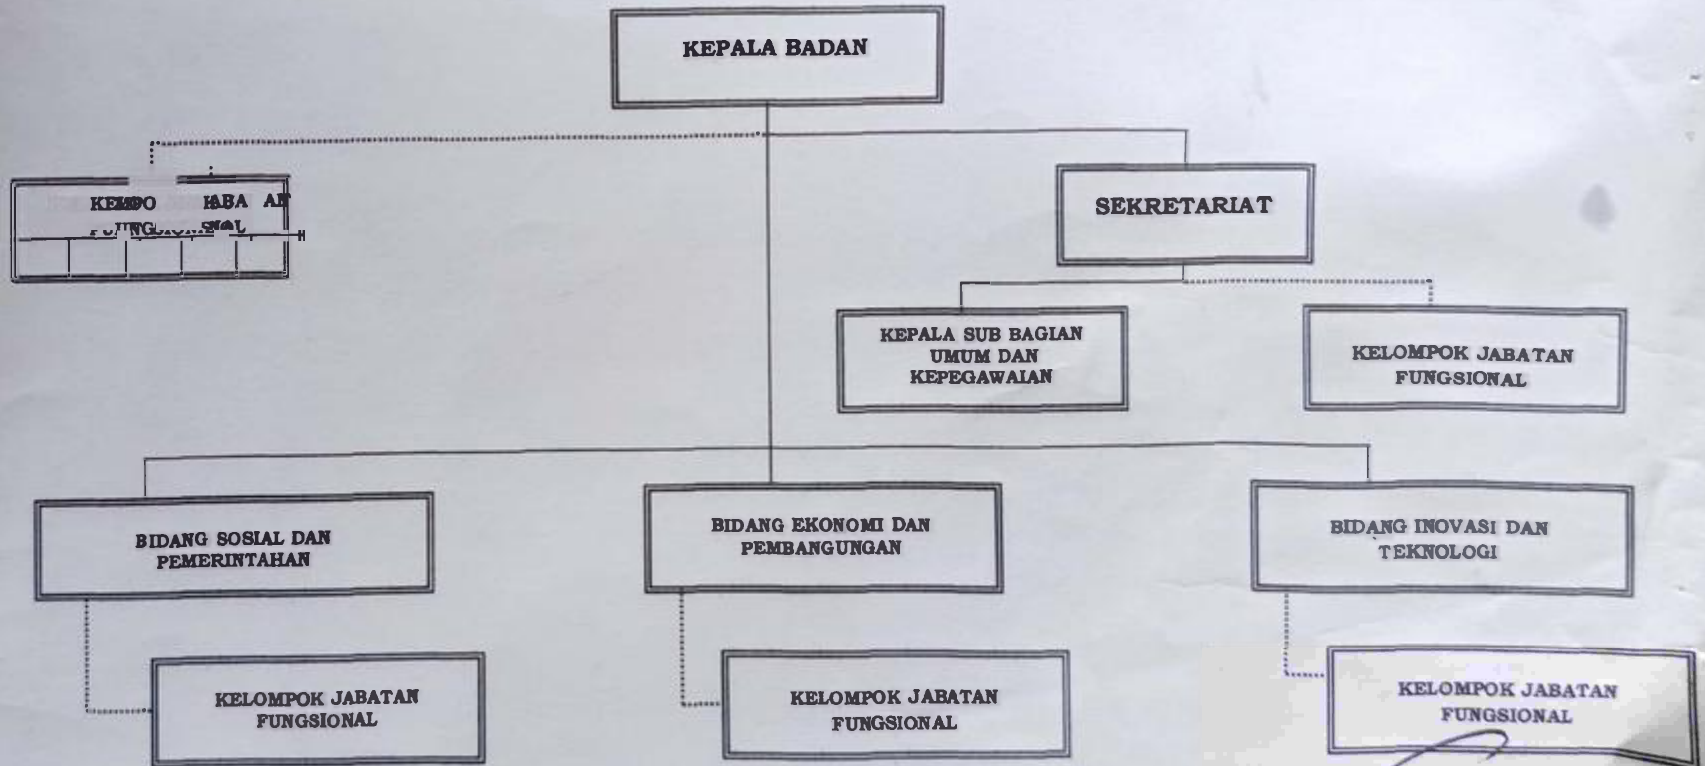 KEPALA BADAN
SEKRETARIAT
KEPALA SUB BAGIAN
UMUM DAN
KEPEGAWAIAN
KELOMPOK JABATAN
FUNGSIONAL
BIDANG SOSIAL DAN
PEMERINTAHAN
BIDANG EKONOMI DAN
PEMBANGUNGAN
BIDANG INOVASI DAN
TEKNOLOGI
KELOMPOK JABATAN
FUNGSIONAL
KELOMPOK JABATAN
FUNGSIONAL
KELOMPOK JABATAN
FUNGSIONAL